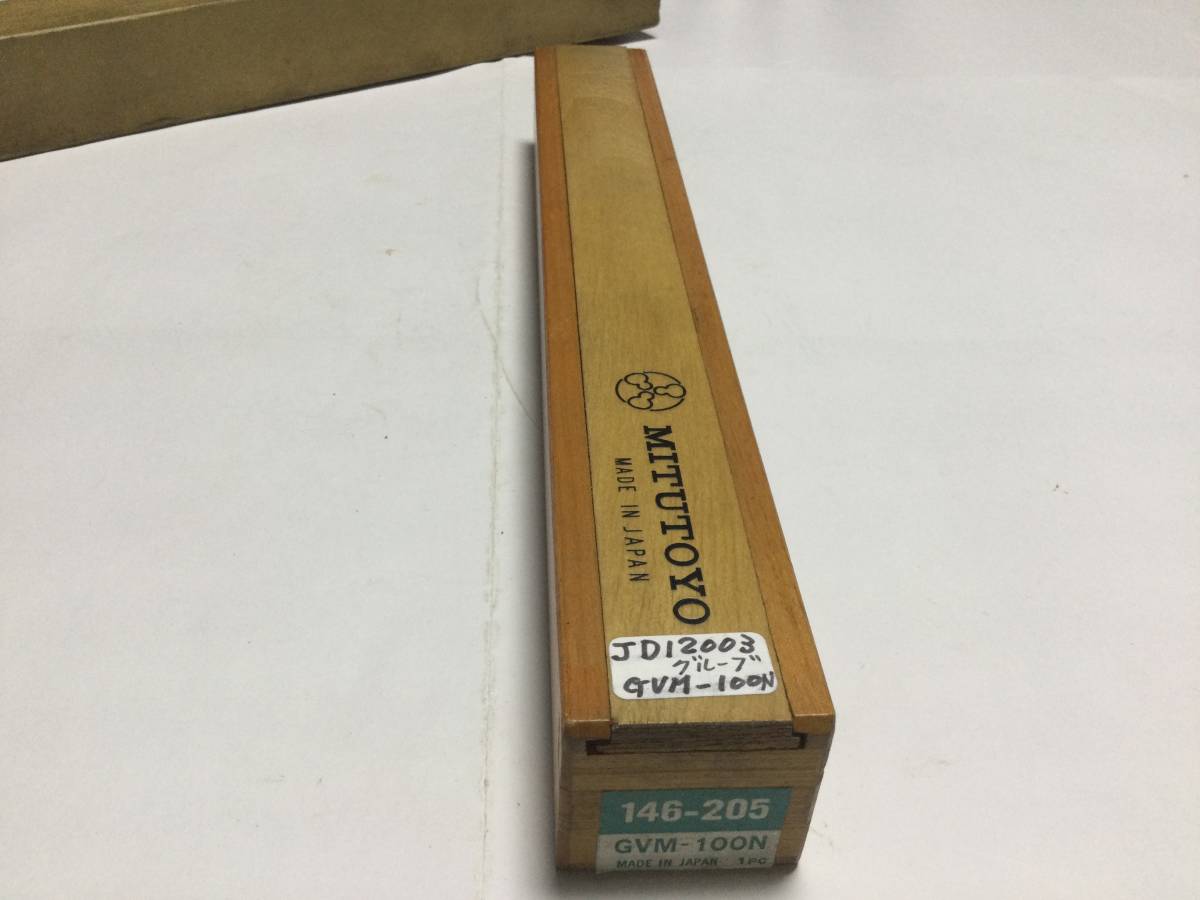 MITUTOYO
MADE IN JAPAN
JD12003
グルーブ
GVM-100N
146-205
GVM-100N
MADE IN JAPAN 1PC